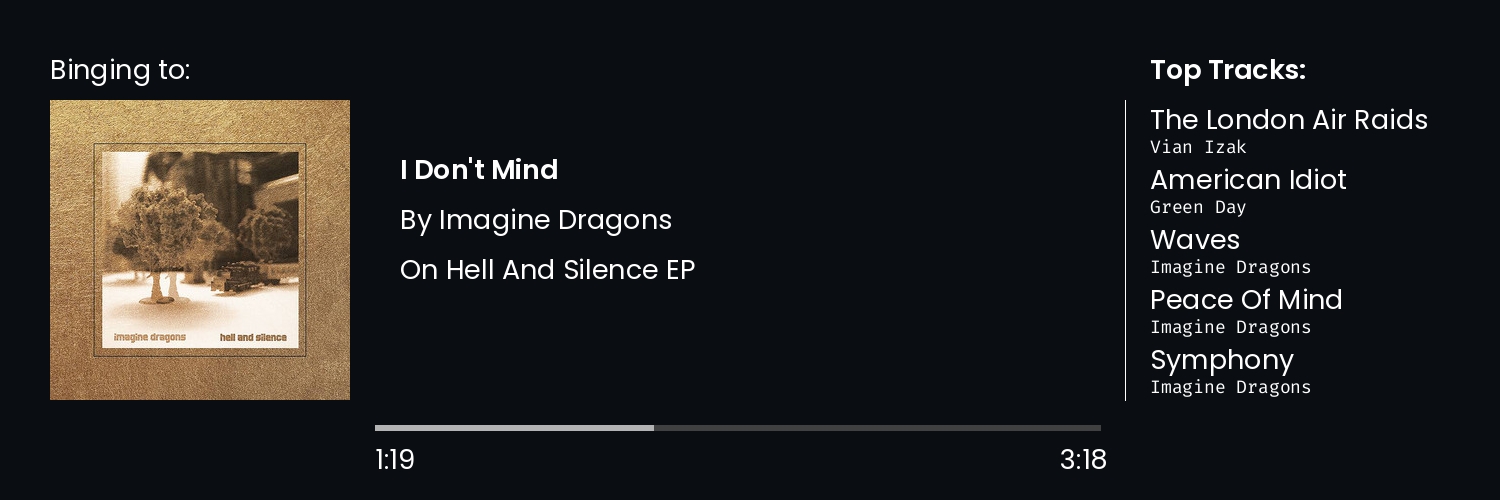 Binging to:
imagine dragons
hell and silence
I Don't Mind
By Imagine Dragons
On Hell And Silence EP
1:19
3:18
Top Tracks:
The London Air Raids
Vian Izak
American Idiot
Green Day
Waves
Imagine Dragons
Peace Of Mind
Imagine Dragons
Symphony
Imagine Dragons